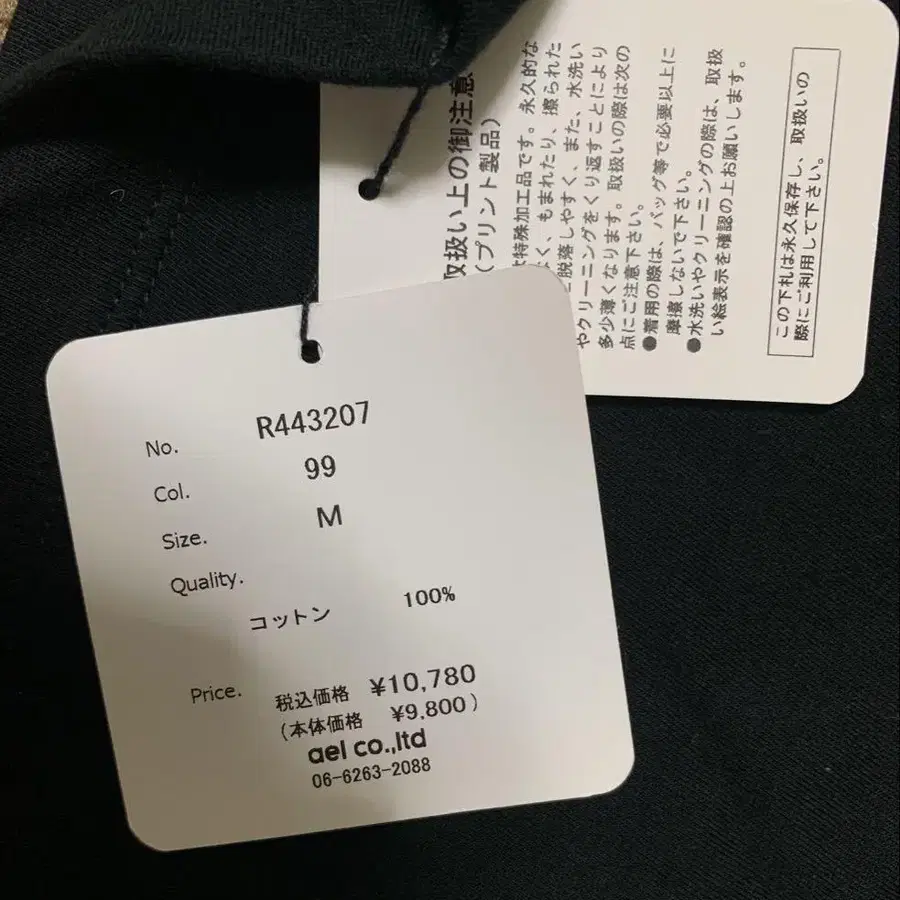 No. R443207
Col. 99
Size. M
Quality.
コットン 100%
Price. 税込価格 ¥10,780
(本体価格 ¥9,800)
ael co.,ltd
06-6263-2088
取扱い上の御注意
(プリント製品)
特殊加工品です。永久的な
く、もまれたり、擦られた
脱落しやすく、また、水洗い
やクリーニングをくり返すことにより
多少薄くなります。取扱いの際は次の
点にご注意下さい。
●着用の際は、バッグ等で必要以上に
摩擦しないで下さい。
●水洗いやクリーニングの際は、取扱
い絵表示を確認の上お願いします。
この下札は永久保存し、取扱いの
際にご利用して下さい。